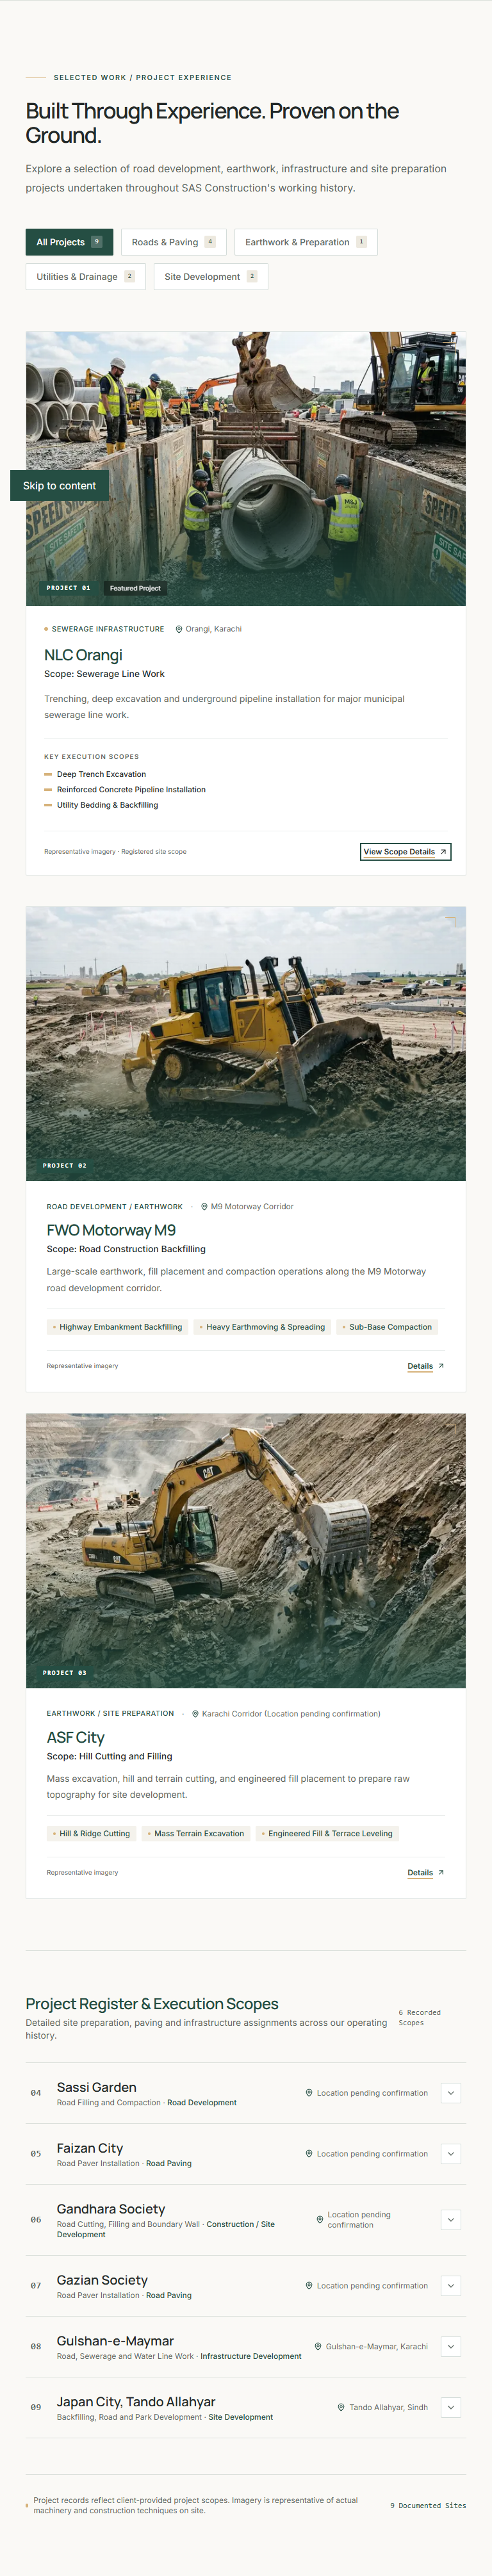 SELECTED WORK / PROJECT EXPERIENCE
Built Through Experience. Proven on the
Ground.
Explore a selection of road development, earthwork, infrastructure and site preparation
projects undertaken throughout SAS Construction's working history.
All Projects 9
Roads & Paving 4
Earthwork & Preparation 1
Utilities & Drainage 2
Site Development 2
Skip to content
PROJECT 01
Featured Project
SEWERAGE INFRASTRUCTURE
Orangi, Karachi
NLC Orangi
Scope: Sewerage Line Work
Trenching, deep excavation and underground pipeline installation for major municipal
sewerage line work.
KEY EXECUTION SCOPES
Deep Trench Excavation
Reinforced Concrete Pipeline Installation
Utility Bedding & Backfilling
Representative imagery · Registered site scope
View Scope Details
PROJECT 02
ROAD DEVELOPMENT / EARTHWORK · M9 Motorway Corridor
FWO Motorway M9
Scope: Road Construction Backfilling
Large-scale earthwork, fill placement and compaction operations along the M9 Motorway
road development corridor.
Highway Embankment Backfilling
Heavy Earthmoving & Spreading
Sub-Base Compaction
Representative imagery
Details
CAT
CAT
PROJECT 03
EARTHWORK / SITE PREPARATION · Karachi Corridor (Location pending confirmation)
ASF City
Scope: Hill Cutting and Filling
Mass excavation, hill and terrain cutting, and engineered fill placement to prepare raw
topography for site development.
Hill & Ridge Cutting
Mass Terrain Excavation
Engineered Fill & Terrace Leveling
Representative imagery
Details
Project Register & Execution Scopes
Detailed site preparation, paving and infrastructure assignments across our operating
history.
6 Recorded
Scopes
04
Sassi Garden
Road Filling and Compaction · Road Development
Location pending confirmation
05
Faizan City
Road Paver Installation · Road Paving
Location pending confirmation
06
Gandhara Society
Road Cutting, Filling and Boundary Wall · Construction / Site
Development
Location pending
confirmation
07
Gazian Society
Road Paver Installation · Road Paving
Location pending confirmation
08
Gulshan-e-Maymar
Road, Sewerage and Water Line Work · Infrastructure Development
Gulshan-e-Maymar, Karachi
09
Japan City, Tando Allahyar
Backfilling, Road and Park Development · Site Development
Tando Allahyar, Sindh
Project records reflect client-provided project scopes. Imagery is representative of actual
machinery and construction techniques on site.
9 Documented Sites